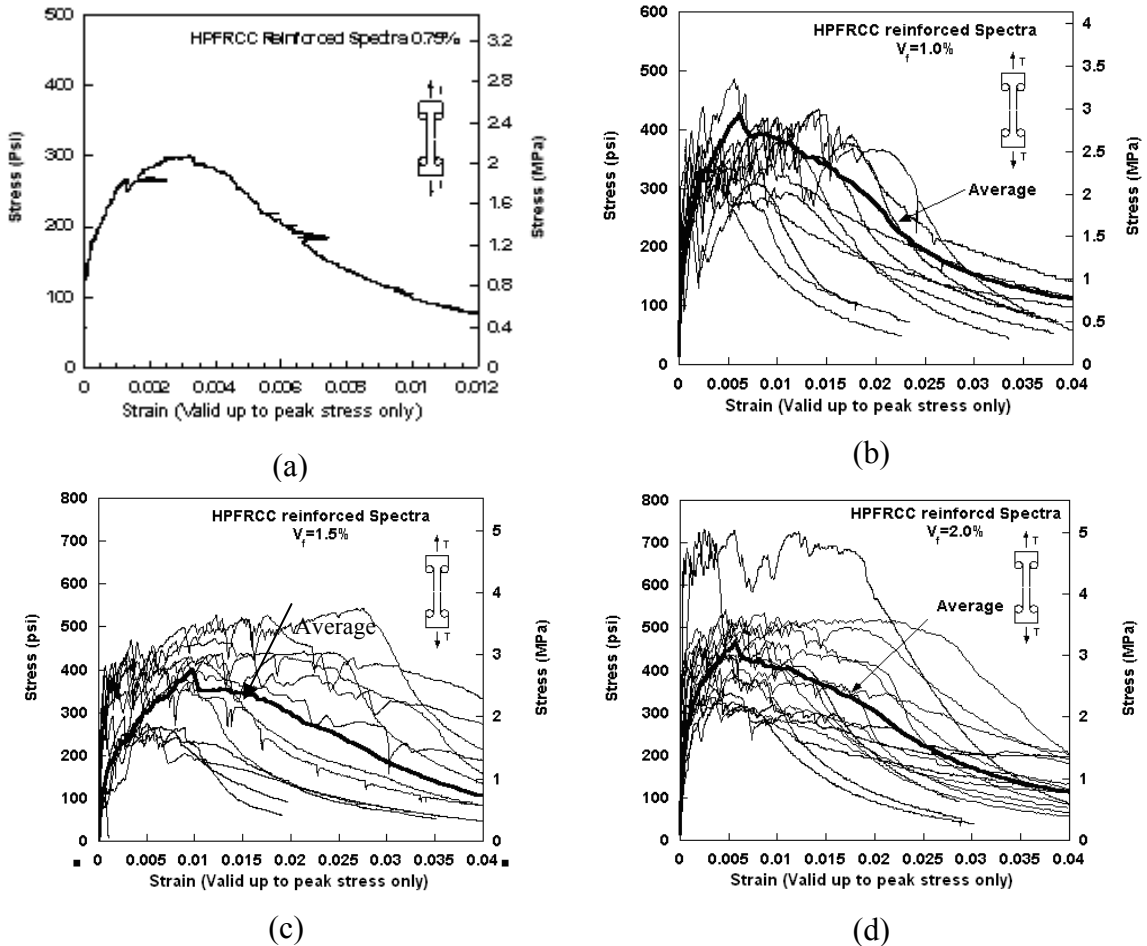 HPFRCC Reinforced Spectra 0.75%
Stress (Psi)
500
400
300
200
100
0
3.2
2.8
2.4
2
1.6
1.2
0.8
0.4
0
Stress (MPa)
T
T
0 0.002 0.004 0.006 0.008 0.01 0.012
Strain (Valid up to peak stress only)
(a)
HPFRCC reinforced Spectra
Vf=1.0%
Stress (psi)
600
500
400
300
200
100
0
4
3.5
3
2.5
2
1.5
1
0.5
0
Stress (MPa)
T
T
Average
0 0.005 0.01 0.015 0.02 0.025 0.03 0.035 0.04
Strain (Valid up to peak stress only)
(b)
HPFRCC reinforced Spectra
Vf=1.5%
Stress (psi)
800
700
600
500
400
300
200
100
0
5
4
3
2
1
0
Stress (MPa)
T
T
Average
0 0.005 0.01 0.015 0.02 0.025 0.03 0.035 0.04
Strain (Valid up to peak stress only)
(c)
HPFRCC reinforced Spectra
Vf=2.0%
Stress (psi)
800
700
600
500
400
300
200
100
0
5
4
3
2
1
0
Stress (MPa)
T
T
Average
0 0.005 0.01 0.015 0.02 0.025 0.03 0.035 0.04
Strain (Valid up to peak stress only)
(d)